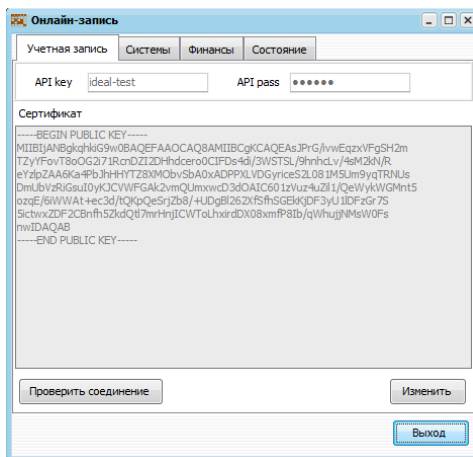 Онлайн-запись
Учетная запись Системы Финансы Состояние
API key ideal-test API pass ●●●●●●
Сертификат
-----BEGIN PUBLIC KEY-----
MIIBIjANBgkqhkiG9w0BAQEFAAOCAQ8AMIIBCgKCAQEAsJPrG/ivwEqzxVFgSH2m
TZyYFovT8oOG2i71RcnDZI2DHhdcero0CIFDs4di/3WSTSL/9hnhcLv/4sM2kN/R
eYzlpZAA6Ka4PbJhHHYTZ8XMObvSbA0xADPPXLVDGyriceS2L081M5Um9yqTRNUs
DmUbVzRiGsuI0yKJCVWFGAk2vmQUmxwcD3dOAIC601zVuz4uZil1/QeWykWGMnt5
ozqE/6iWWAt+ec3d/tQKpQeSrjZb8/+UDgBl262XfSfhSGEkKjDF3yU1lDFzGr7S
5ictwxZDF2CBnfh5ZkdQtl7mrHnjICWToLhxirdDX08xmfP8Ib/qWhujjNMsW0Fs
nwIDAQAB
-----END PUBLIC KEY-----
Проверить соединение Изменить
Выход